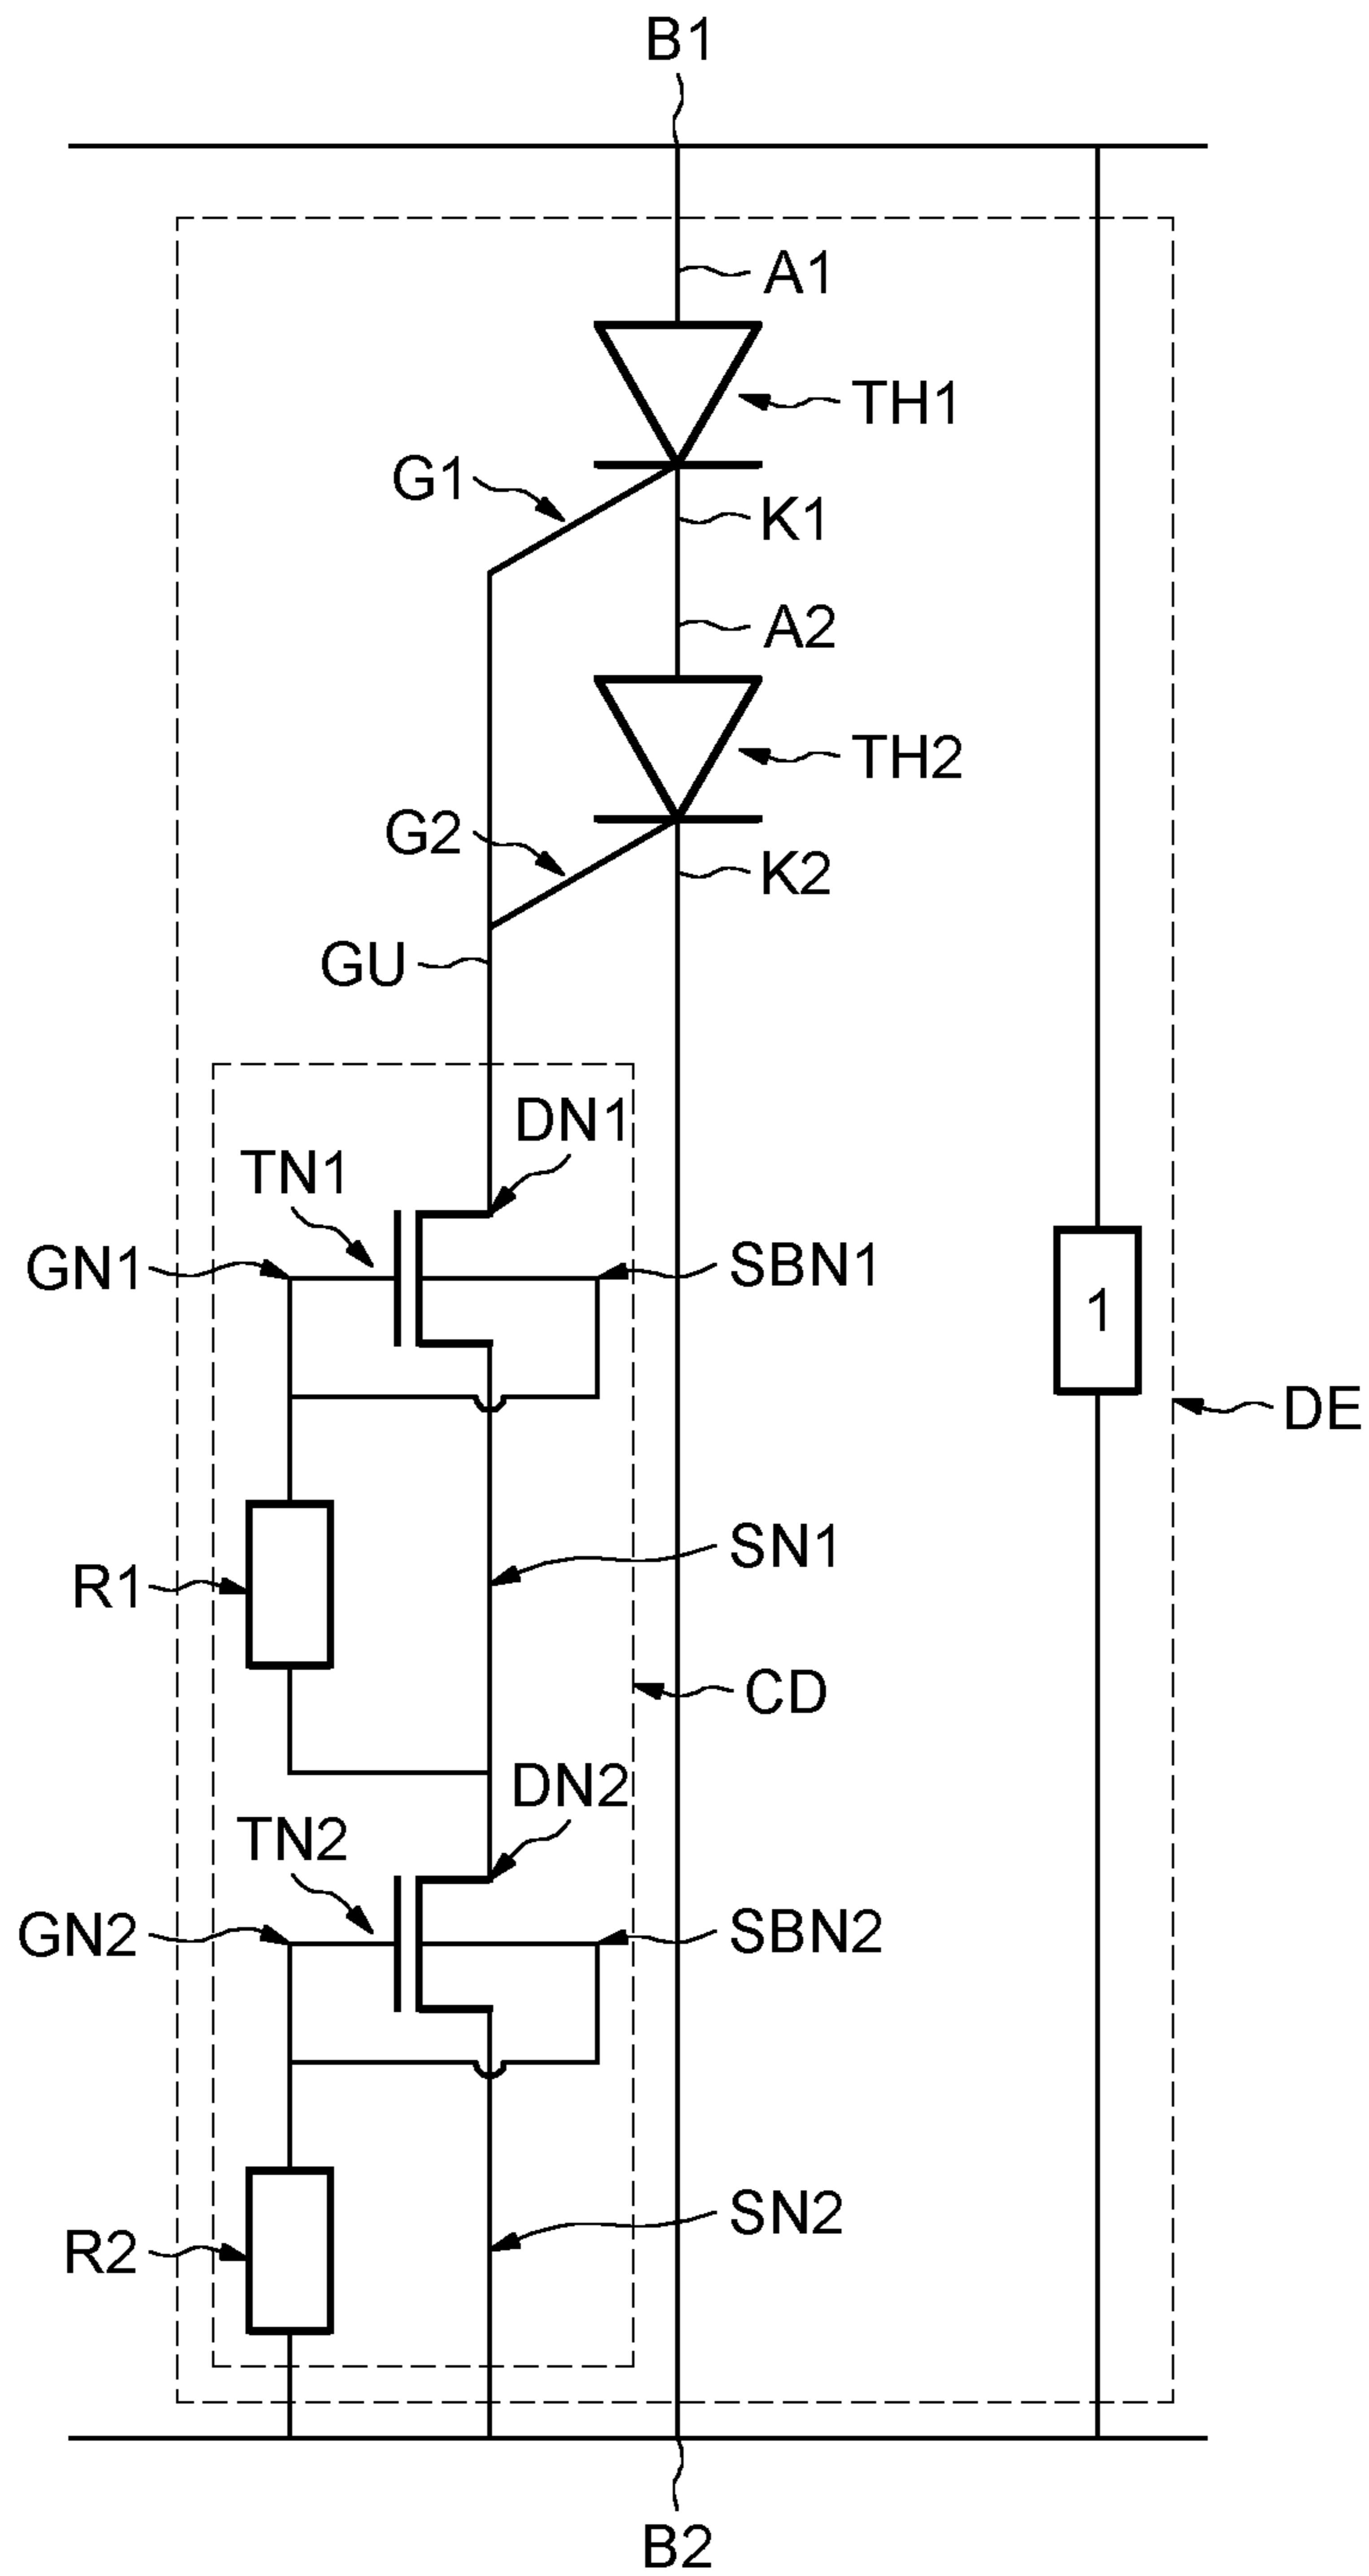 B1
A1
TH1
G1
K1
A2
TH2
G2
K2
GU
DN1
TN1
GN1
SBN1
1
DE
SN1
R1
CD
DN2
TN2
GN2
SBN2
SN2
R2
B2